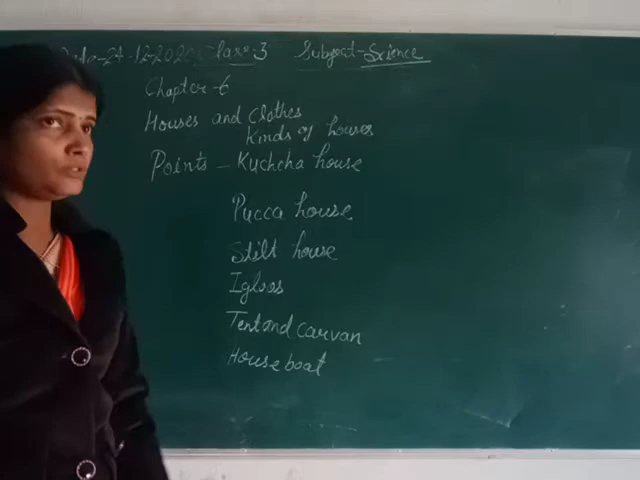 Date-24-12-2020 Class:3 Subject-Science
Chapter-6
Houses and Clothes
Kinds of houses
Points - Kuchcha house
Pucca house
Stilt house
Igloos
Tent and carvan
House boat